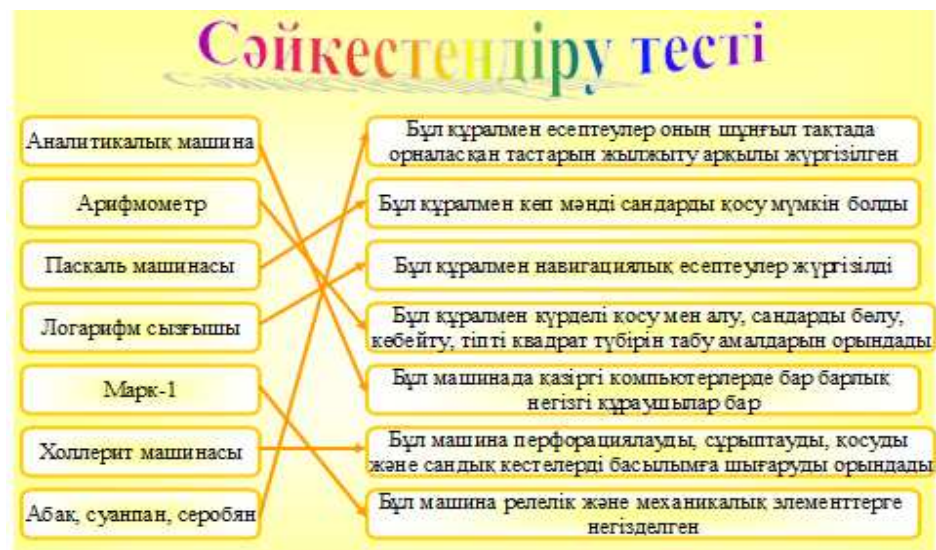 Сәйкестендіру тесті
Аналитикалық машина
Бұл құралмен есептеулер оның шұңғыл тақтада
орналасқан тастарын жылжыту арқылы жүргізілген
Арифмометр
Бұл құралмен көп мәнді сандарды қосу мүмкін болды
Паскаль машинасы
Бұл құралмен навигациялық есептеулер жүргізілді
Логарифм сызғышы
Бұл құралмен күрделі қосу мен алу, сандарды бөлу,
көбейту, тіпті квадрат түбірін табу амалдарын орындады
Марк-1
Бұл машинада қазіргі компьютерлерде бар барлық
негізгі құраушылар бар
Холлерит машинасы
Бұл машина перфорациялауды, сұрыптауды, қосуды
және сандық кестелерді басылымға шығаруды орындады
Абак, суанпан, серобян
Бұл машина релелік және механикалық элементтерге
негізделген